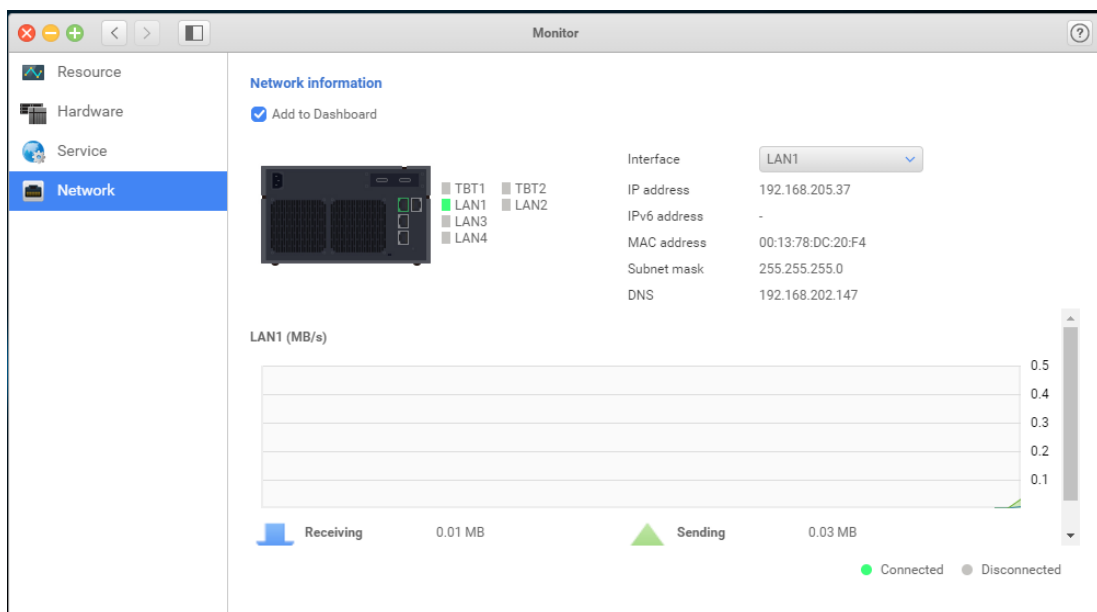 Monitor
?
Resource
Hardware
Service
Network
Network information
Add to Dashboard
TBT1 TBT2
LAN1 LAN2
LAN3
LAN4
Interface LAN1
IP address 192.168.205.37
IPv6 address -
MAC address 00:13:78:DC:20:F4
Subnet mask 255.255.255.0
DNS 192.168.202.147
LAN1 (MB/s)
0.5
0.4
0.3
0.2
0.1
Receiving 0.01 MB Sending 0.03 MB
Connected Disconnected